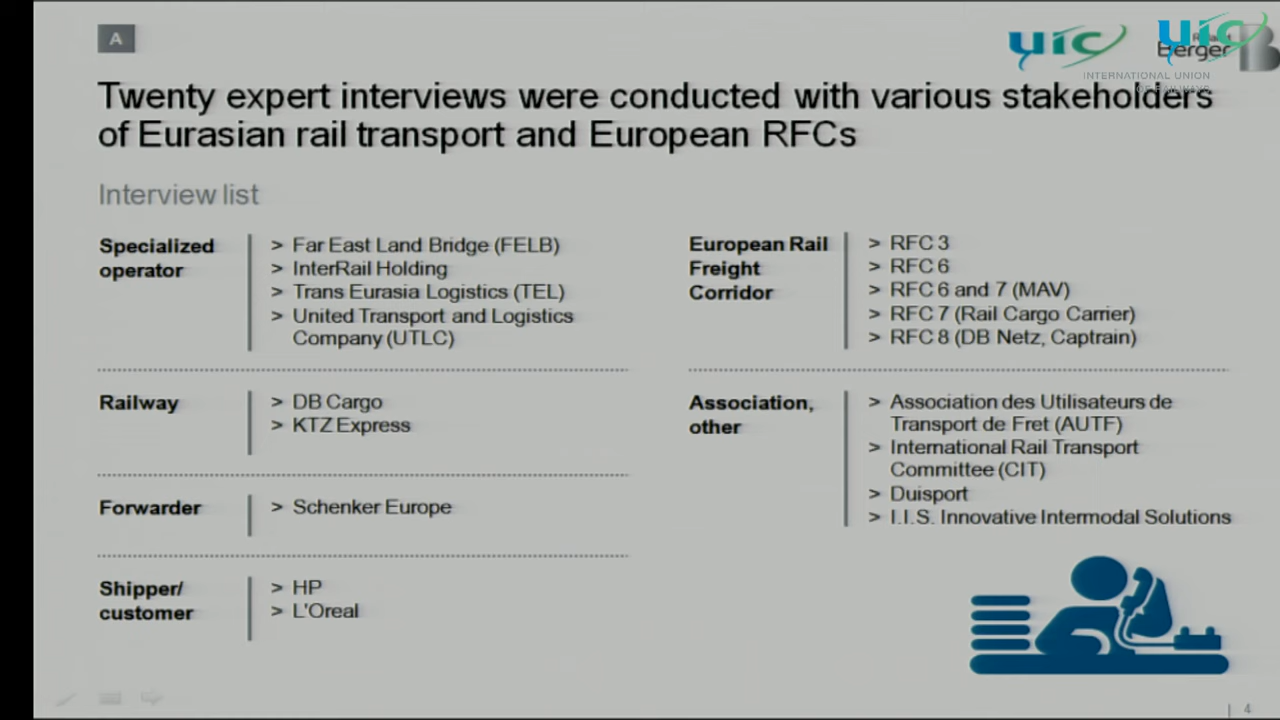 A
UIC
UIC
Berger
INTERNATIONAL UNION
OF RAILWAYS
Twenty expert interviews were conducted with various stakeholders
of Eurasian rail transport and European RFCs
Interview list
Specialized
operator
> Far East Land Bridge (FELB)
> InterRail Holding
> Trans Eurasia Logistics (TEL)
> United Transport and Logistics
Company (UTLC)
Railway
> DB Cargo
> KTZ Express
Forwarder
> Schenker Europe
Shipper/
customer
> HP
> L'Oreal
European Rail
Freight
Corridor
> RFC 3
> RFC 6
> RFC 6 and 7 (MAV)
> RFC 7 (Rail Cargo Carrier)
> RFC 8 (DB Netz, Captrain)
Association,
other
> Association des Utilisateurs de
Transport de Fret (AUTF)
> International Rail Transport
Committee (CIT)
> Duisport
> I.I.S. Innovative Intermodal Solutions
4